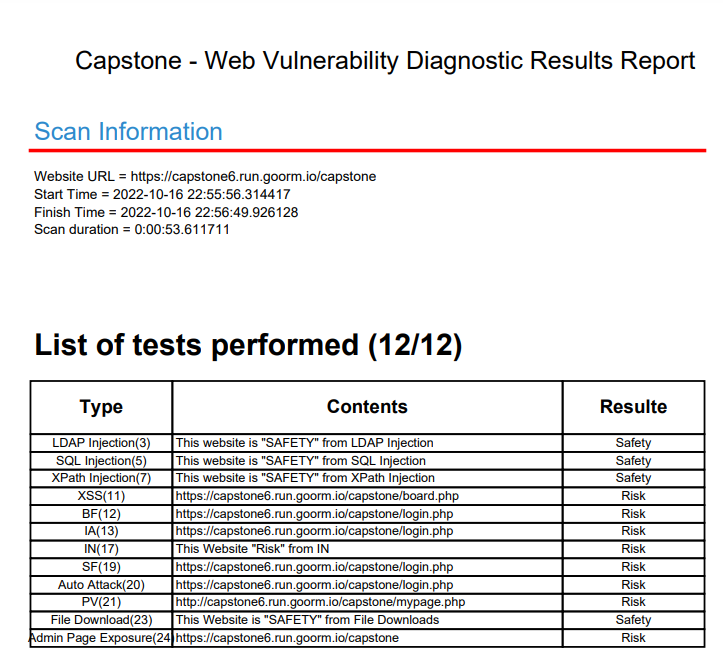 Capstone - Web Vulnerability Diagnostic Results Report
Scan Information
Website URL = https://capstone6.run.goorm.io/capstone
Start Time = 2022-10-16 22:55:56.314417
Finish Time = 2022-10-16 22:56:49.926128
Scan duration = 0:00:53.611711
List of tests performed (12/12)
Type Contents Resulte
LDAP Injection(3) This website is "SAFETY" from LDAP Injection Safety
SQL Injection(5) This website is "SAFETY" from SQL Injection Safety
XPath Injection(7) This website is "SAFETY" from XPath Injection Safety
XSS(11) https://capstone6.run.goorm.io/capstone/board.php Risk
BF(12) https://capstone6.run.goorm.io/capstone/login.php Risk
IA(13) https://capstone6.run.goorm.io/capstone/login.php Risk
IN(17) This Website "Risk" from IN Risk
SF(19) https://capstone6.run.goorm.io/capstone/login.php Risk
Auto Attack(20) https://capstone6.run.goorm.io/capstone/login.php Risk
PV(21) http://capstone6.run.goorm.io/capstone/mypage.php Risk
File Download(23) This Website is "SAFETY" from File Downloads Safety
Admin Page Exposure(24) https://capstone6.run.goorm.io/capstone Risk